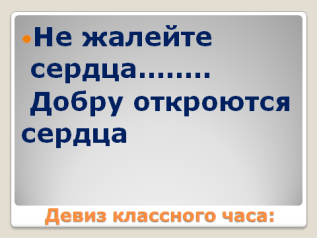 Не жалейте
сердца........
Добру откроются
сердца
Девиз классного часа: